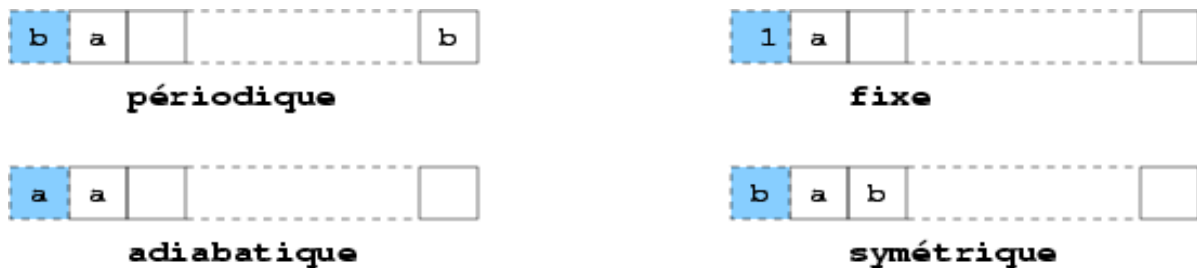 b a b
périodique
1 a
fixe
a a
adiabatique
b a b
symétrique